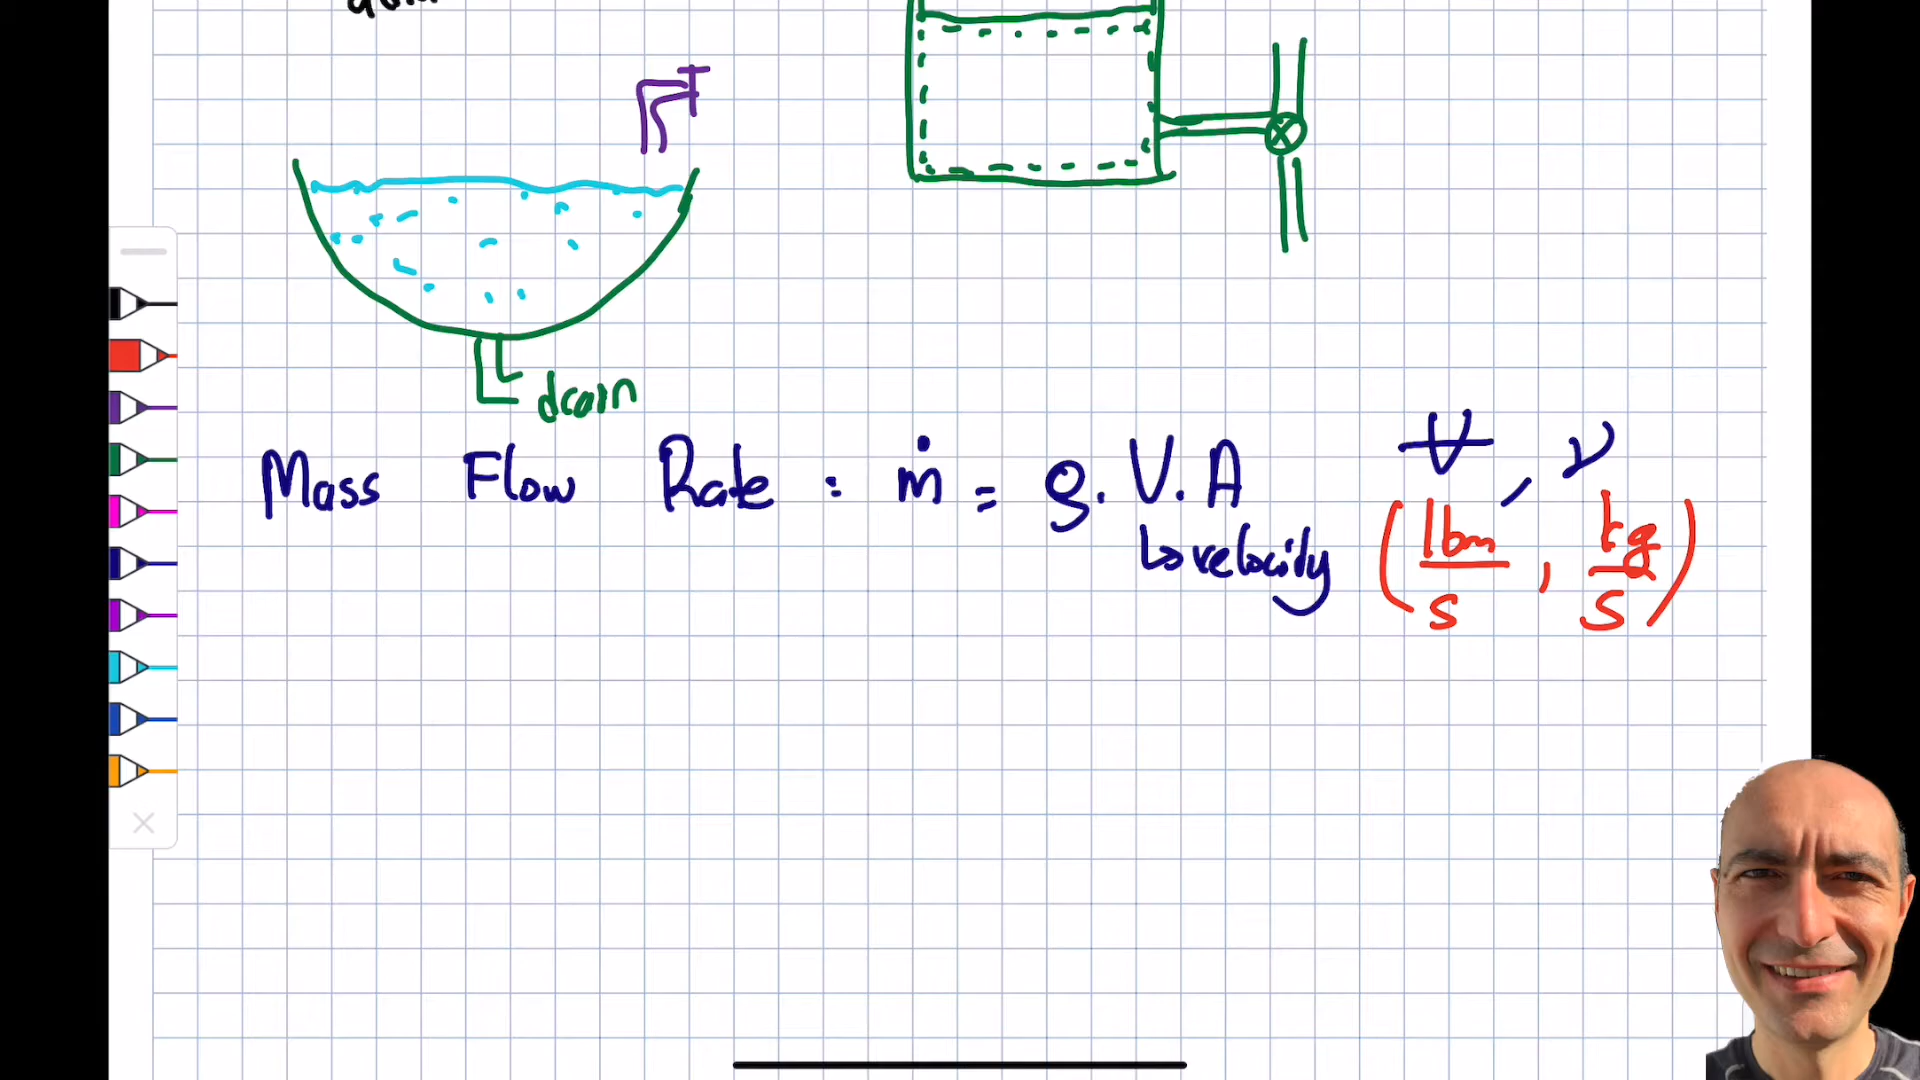 drain
Mass Flow Rate : ṁ = ρ. V. A V̶ , ν
↳ velocity ( lbm/s , kg/s )